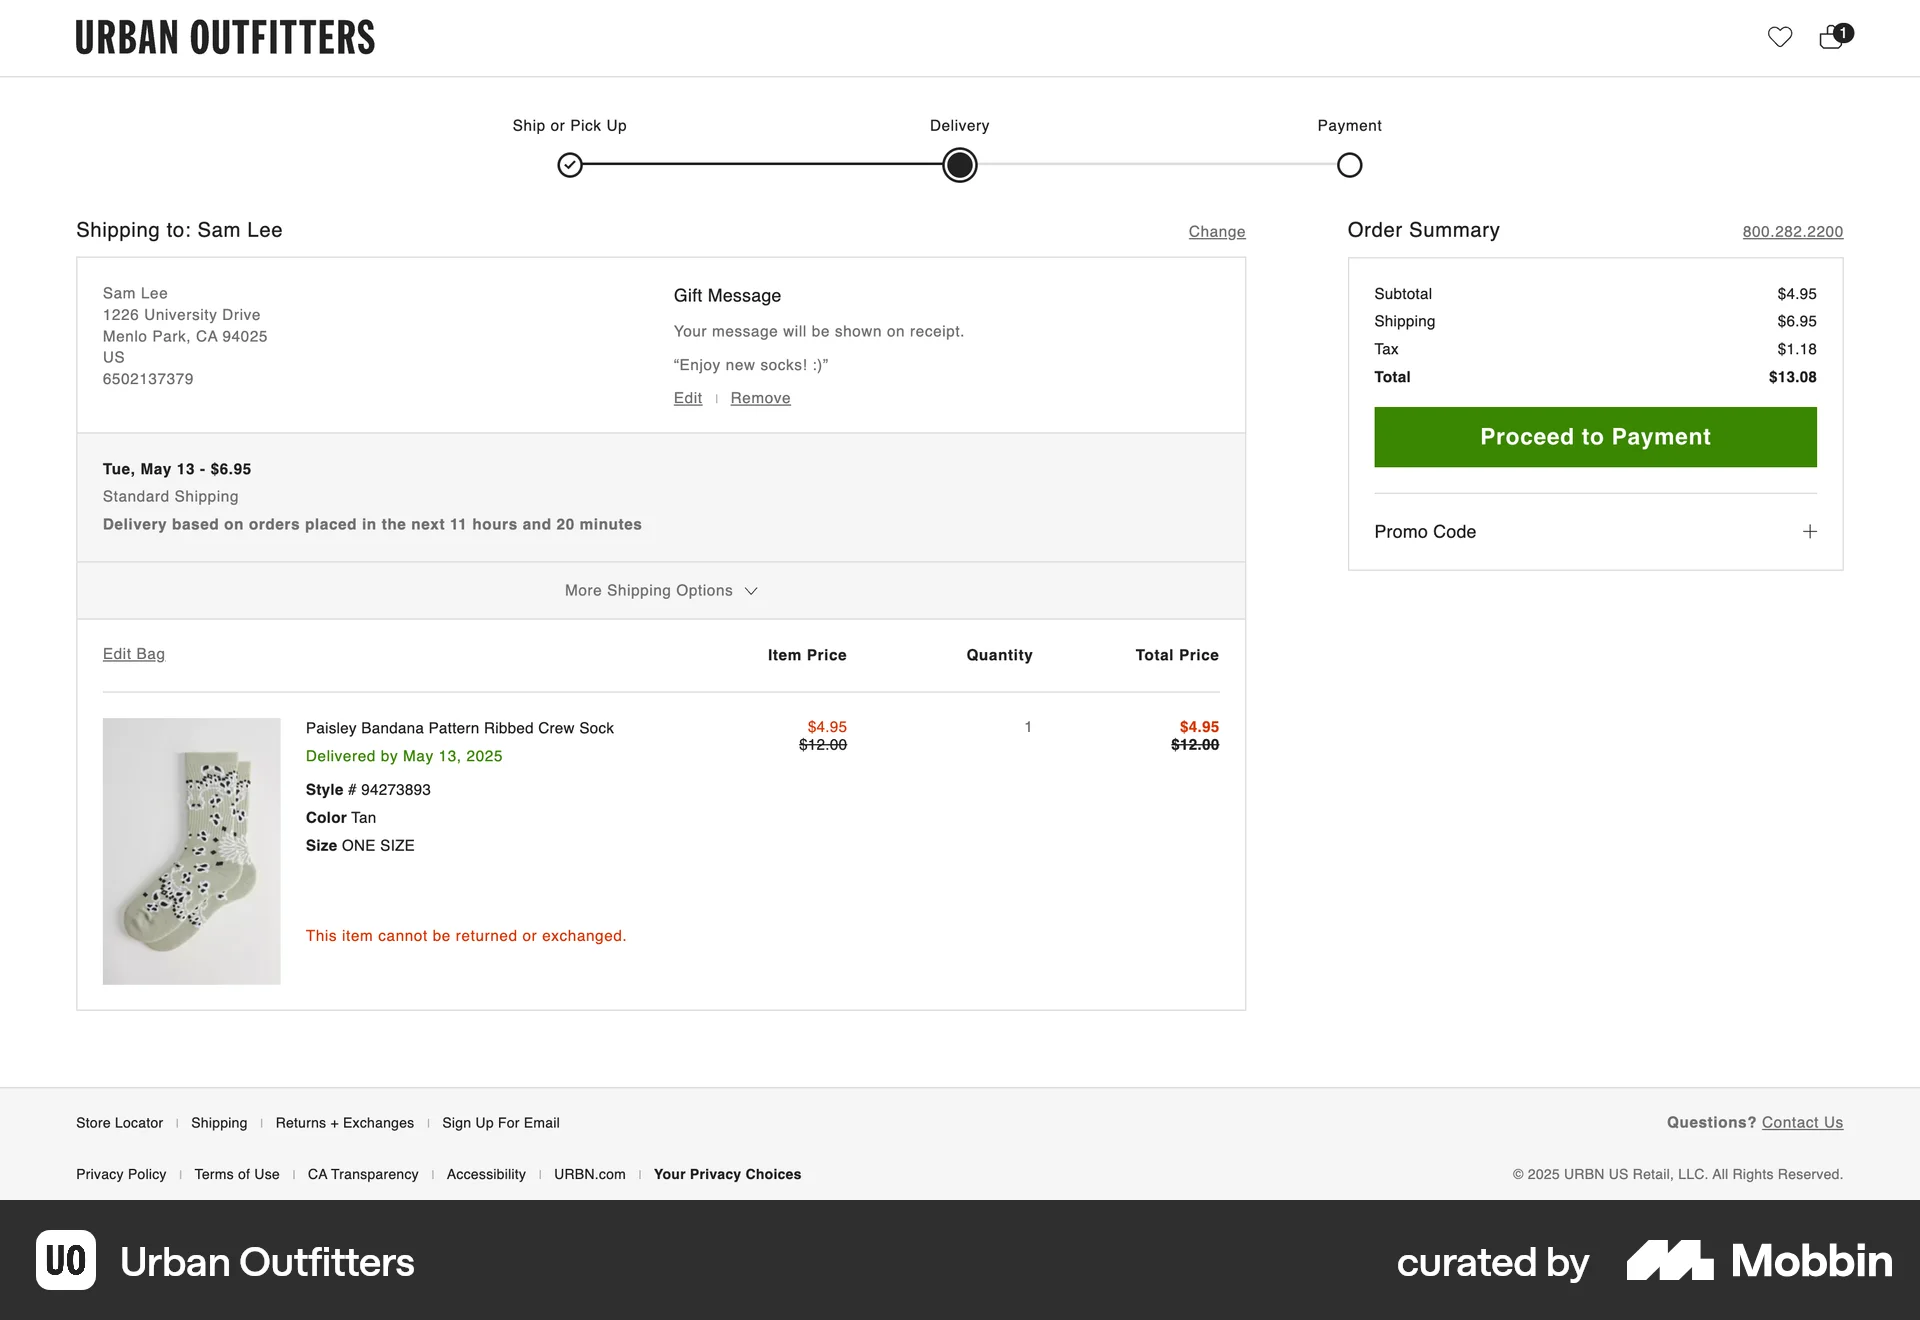 URBAN OUTFITTERS
1
Ship or Pick Up
Delivery
Payment
Shipping to: Sam Lee
Change
Sam Lee
1226 University Drive
Menlo Park, CA 94025
US
6502137379
Gift Message
Your message will be shown on receipt.
“Enjoy new socks! :)”
Edit | Remove
Tue, May 13 - $6.95
Standard Shipping
Delivery based on orders placed in the next 11 hours and 20 minutes
More Shipping Options
Edit Bag
Item Price
Quantity
Total Price
Paisley Bandana Pattern Ribbed Crew Sock
Delivered by May 13, 2025
Style # 94273893
Color Tan
Size ONE SIZE
This item cannot be returned or exchanged.
$4.95
$12.00
1
$4.95
$12.00
Order Summary
800.282.2200
Subtotal $4.95
Shipping $6.95
Tax $1.18
Total $13.08
Proceed to Payment
Promo Code
Store Locator | Shipping | Returns + Exchanges | Sign Up For Email
Questions? Contact Us
Privacy Policy | Terms of Use | CA Transparency | Accessibility | URBN.com | Your Privacy Choices
© 2025 URBN US Retail, LLC. All Rights Reserved.
UO Urban Outfitters
curated by Mobbin